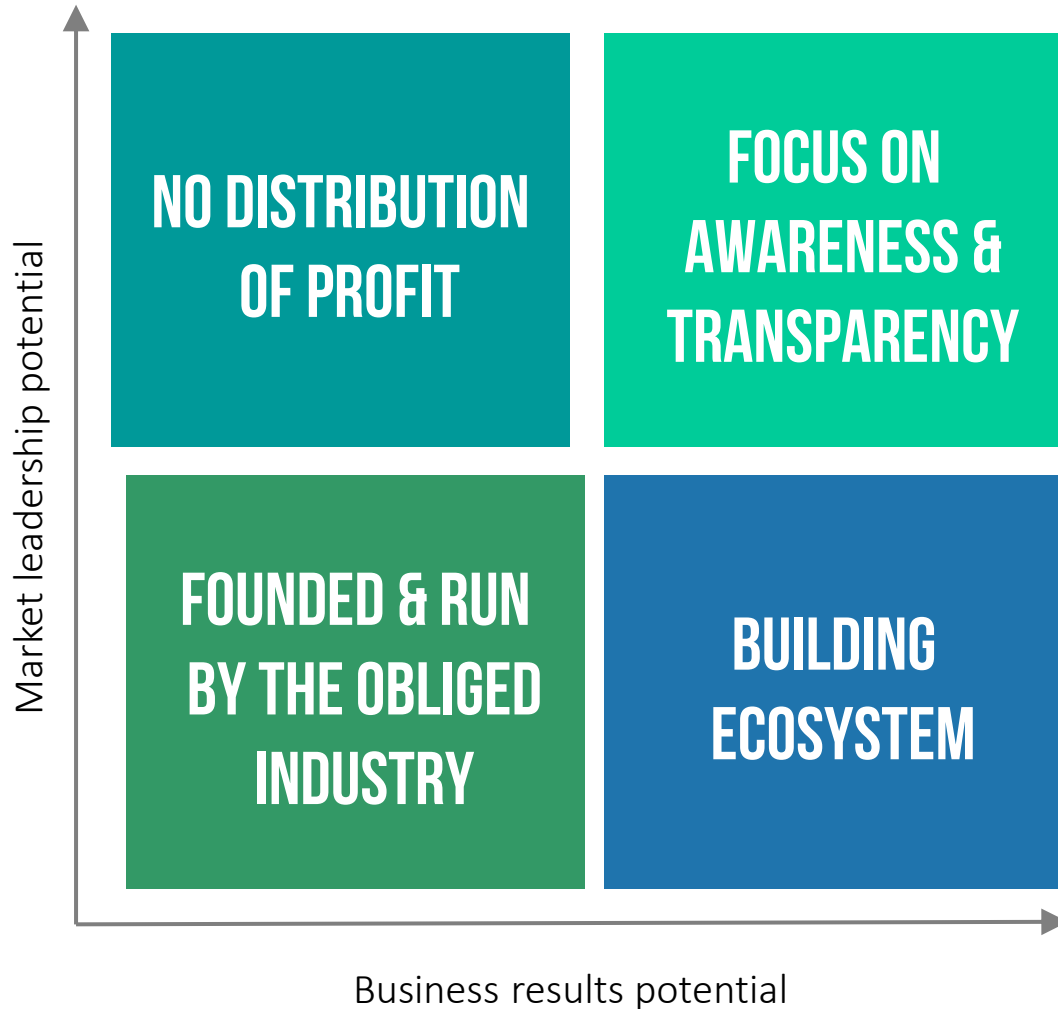 NO DISTRIBUTION
OF PROFIT
FOCUS ON
AWARENESS &
TRANSPARENCY
FOUNDED & RUN
BY THE OBLIGED
INDUSTRY
BUILDING
ECOSYSTEM
Market leadership potential
Business results potential